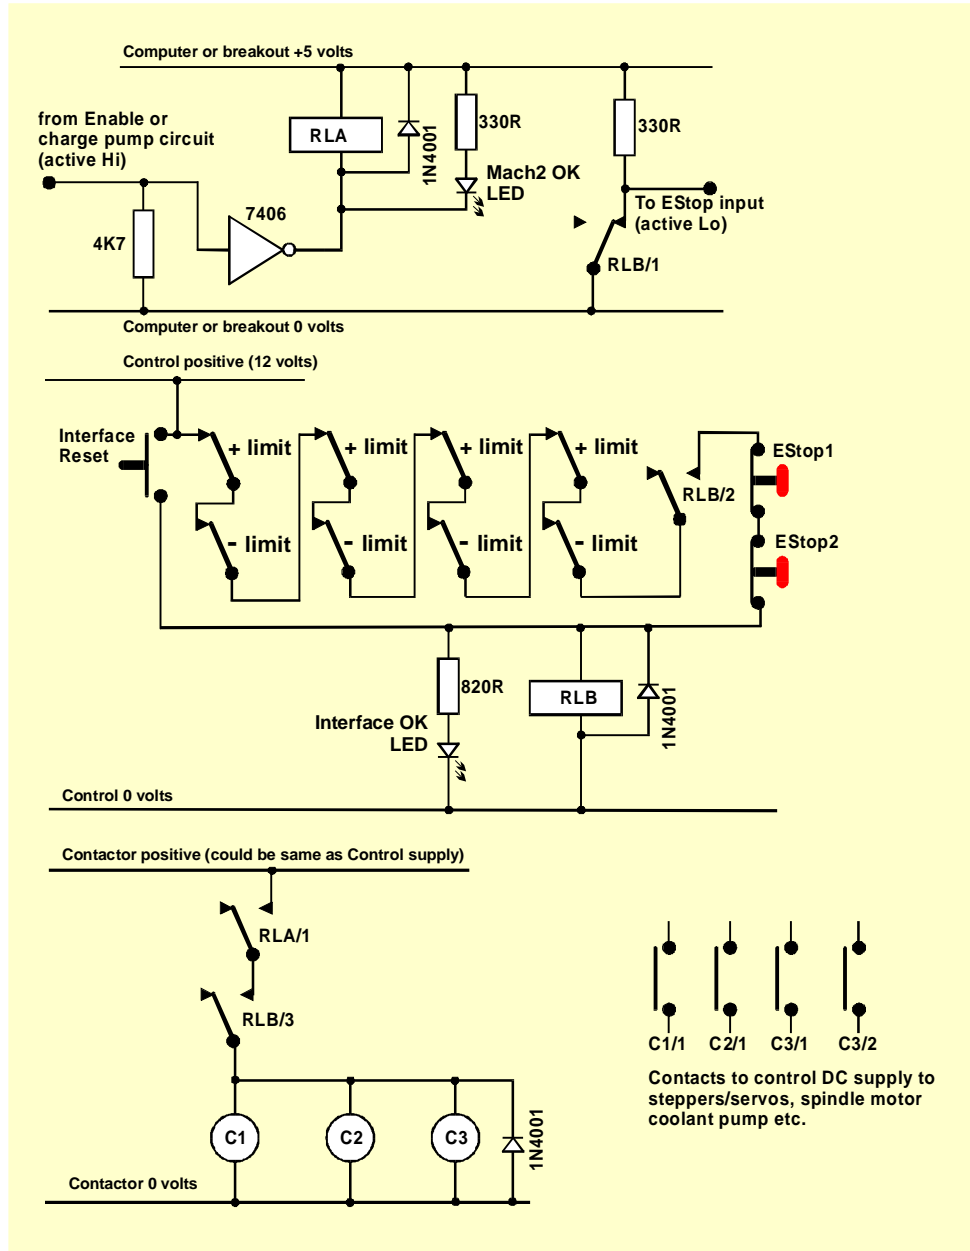 Computer or breakout +5 volts
from Enable or
charge pump circuit
(active Hi)
RLA
1N4001
330R
330R
Mach2 OK
LED
To EStop input
(active Lo)
7406
4K7
RLB/1
Computer or breakout 0 volts
Control positive (12 volts)
Interface
Reset
+ limit
+ limit
+ limit
+ limit
EStop1
RLB/2
- limit
- limit
- limit
- limit
EStop2
820R
RLB
1N4001
Interface OK
LED
Control 0 volts
Contactor positive (could be same as Control supply)
RLA/1
RLB/3
C1/1
C2/1
C3/1
C3/2
Contacts to control DC supply to
steppers/servos, spindle motor
coolant pump etc.
C1
C2
C3
1N4001
Contactor 0 volts